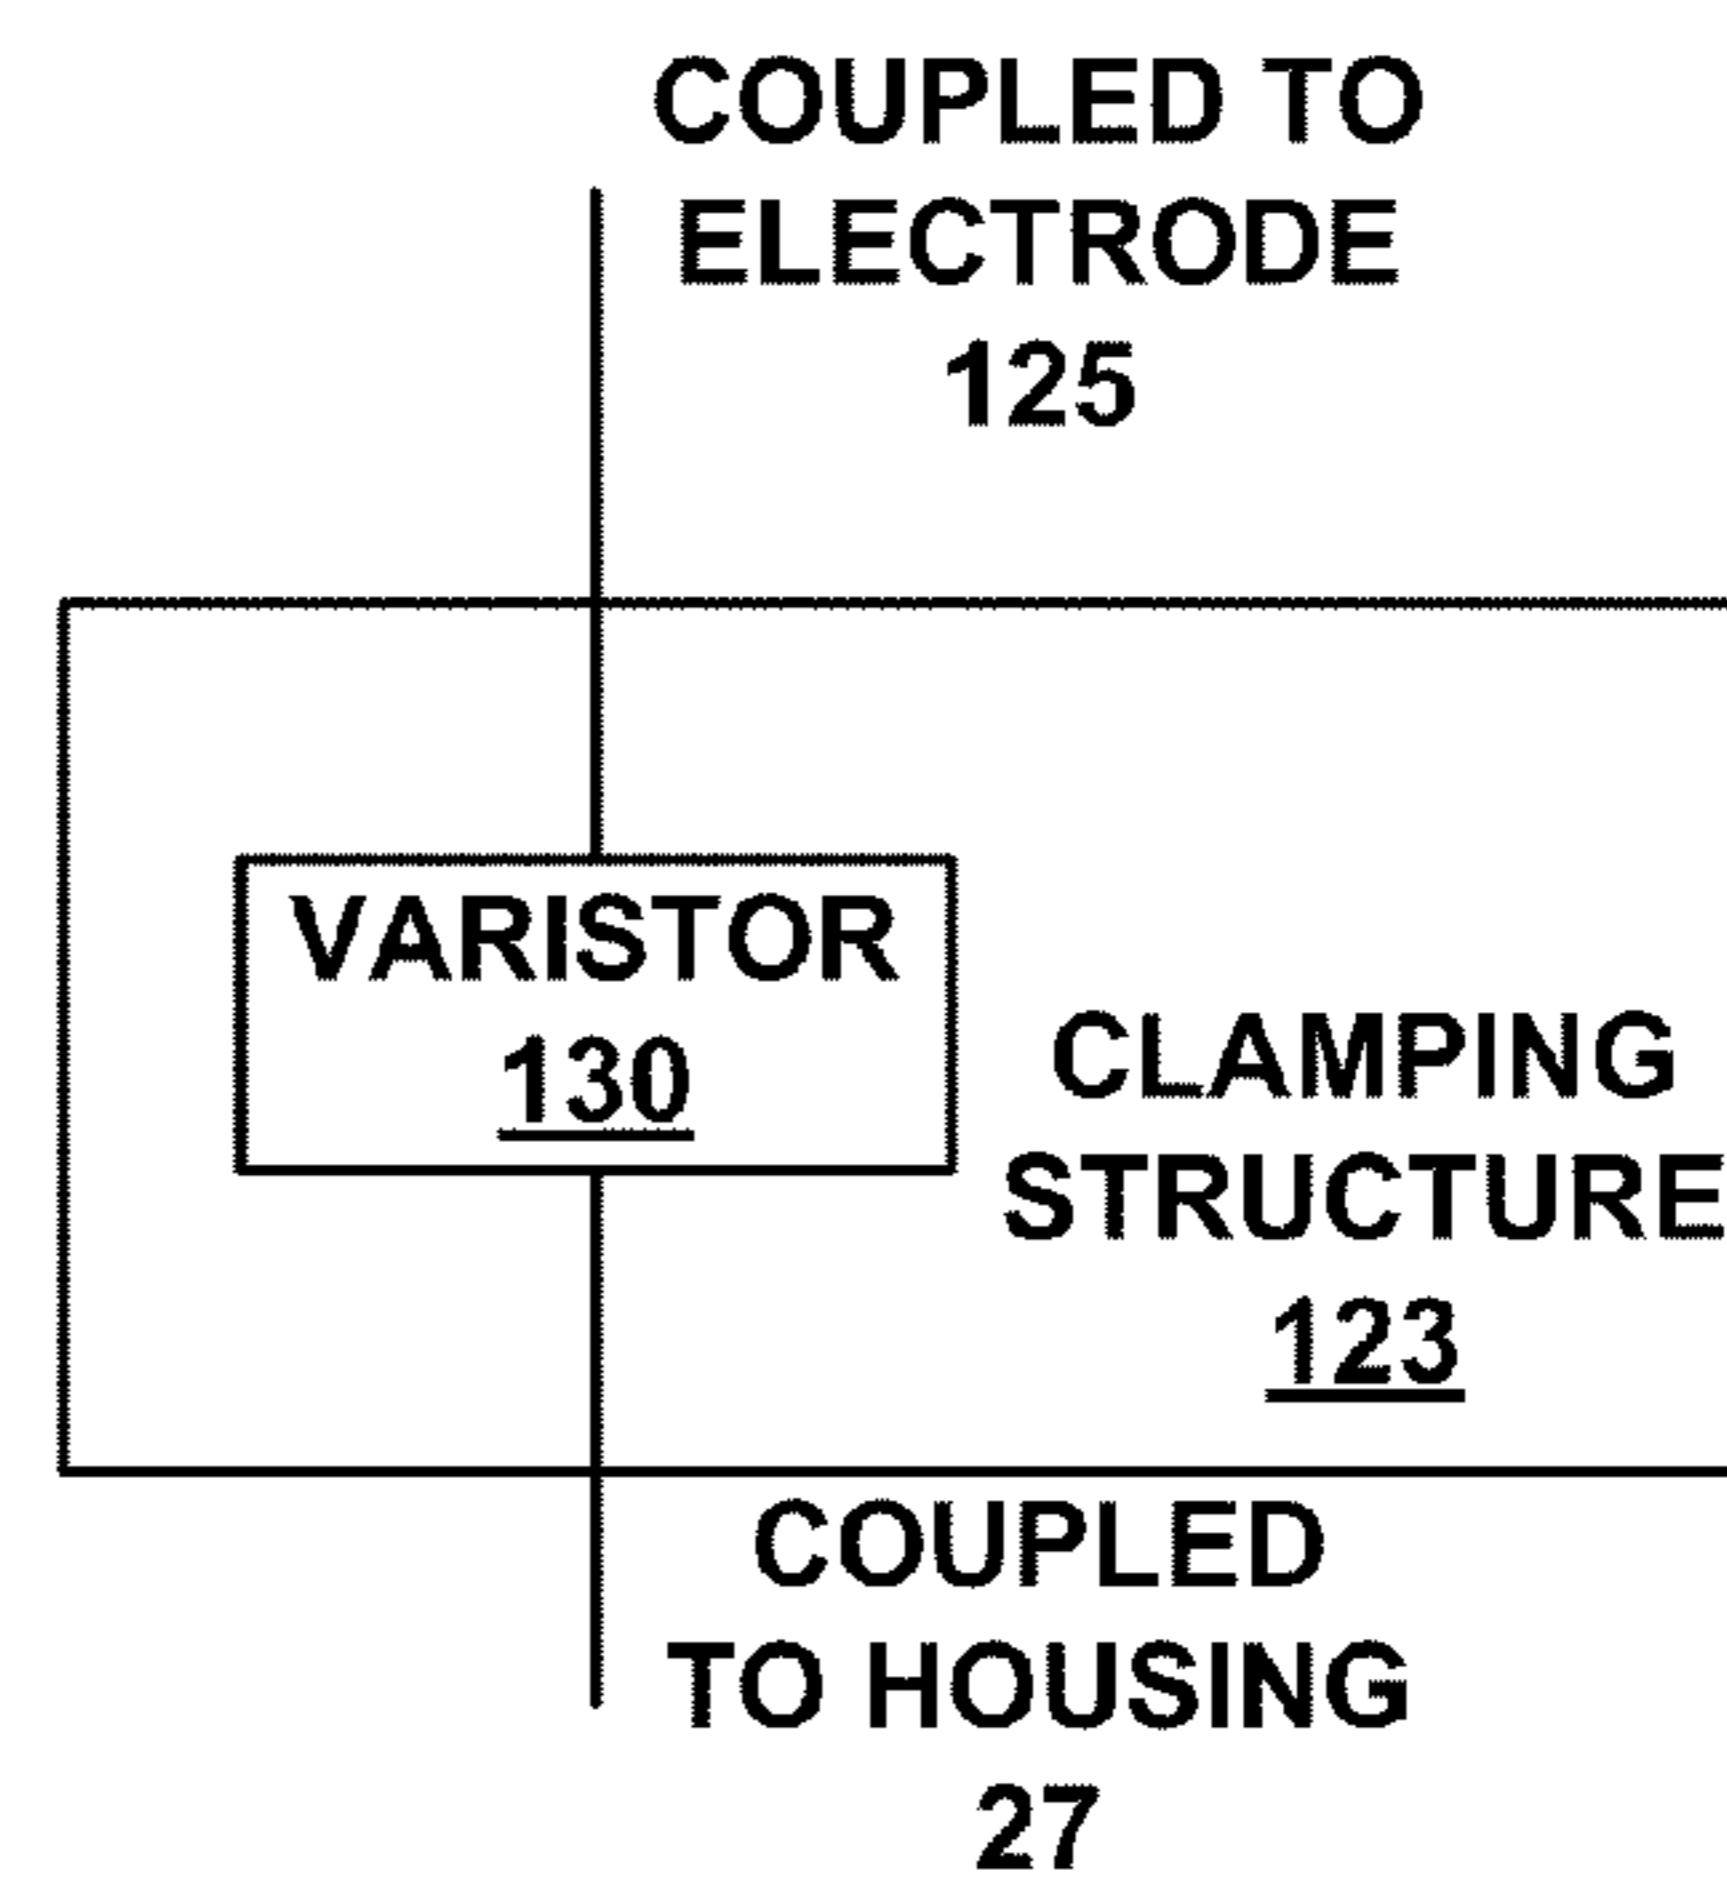 COUPLED TO
ELECTRODE
125
VARISTOR
130
CLAMPING
STRUCTURE
123
COUPLED
TO HOUSING
27